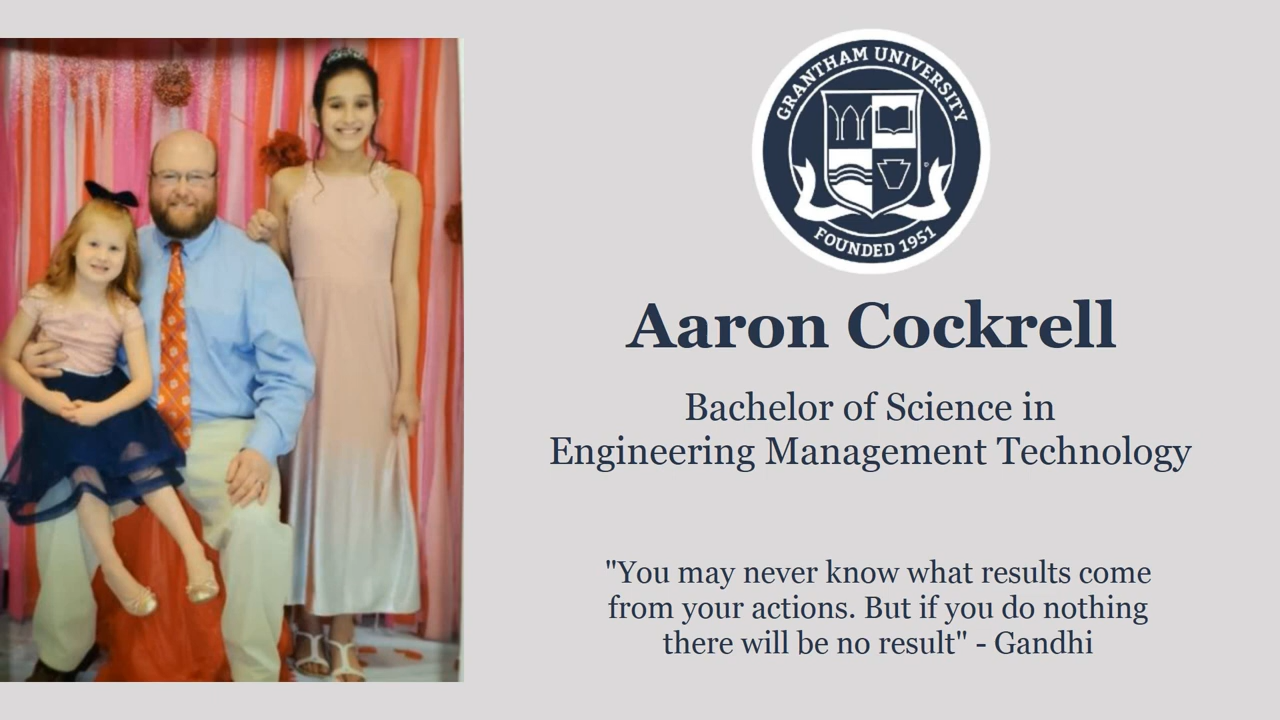 GRANTHAM UNIVERSITY
FOUNDED 1951
Aaron Cockrell
Bachelor of Science in
Engineering Management Technology
"You may never know what results come
from your actions. But if you do nothing
there will be no result" - Gandhi